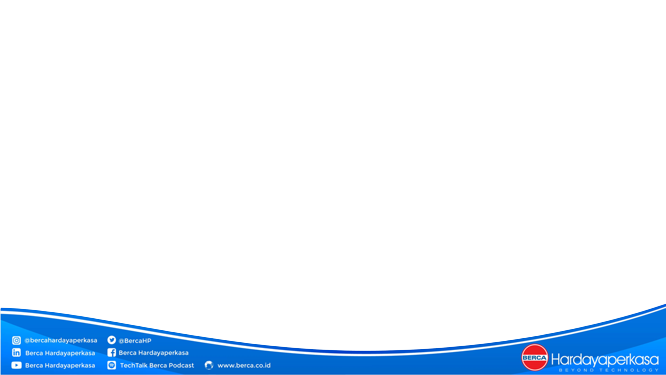 @bercahardayaperkasa
@BercaHP
Berca Hardayaperkasa
Berca Hardayaperkasa
Berca Hardayaperkasa
TechTalk Berca Podcast
www.berca.co.id
BERCA
Hardayaperkasa
BEYOND TECHNOLOGY